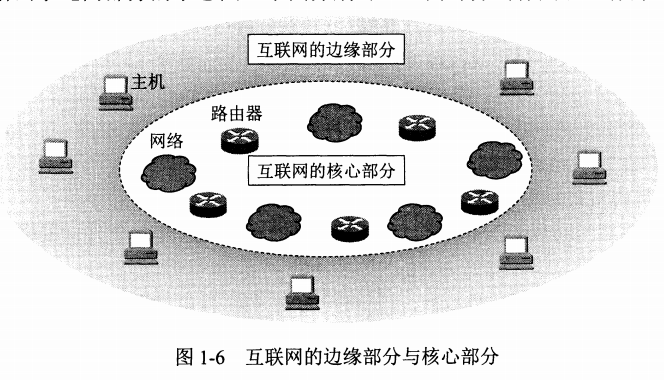 互联网的边缘部分
主机
路由器
网络
互联网的核心部分
图 1-6 互联网的边缘部分与核心部分